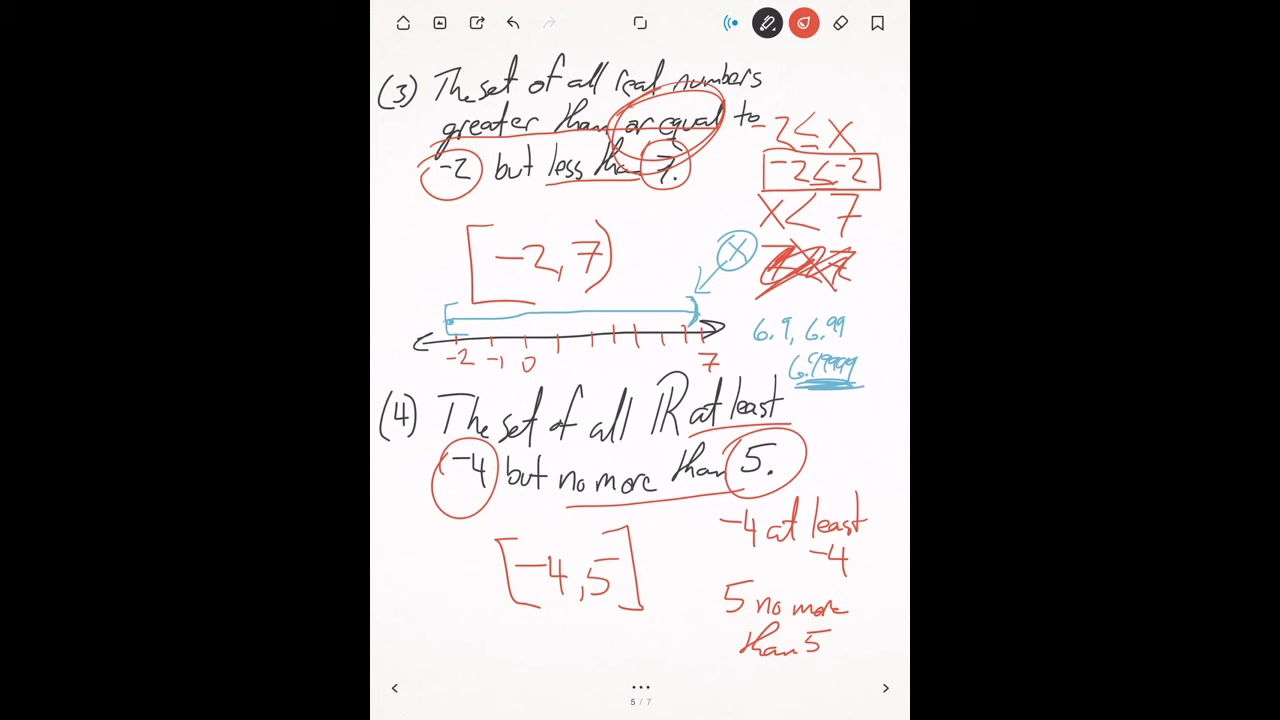 (3) The set of all real numbers
greater than or equal to
-2 but less than 7.
-2 ≤ x
-2 ≤ -2
x < 7
[-2, 7)
x
6.9, 6.99
6.99999
-2 -1 0 7
(4) The set of all ℝ at least
-4 but no more than 5.
-4 at least
-4
[-4, 5]
5 no more
than 5
5 / 7